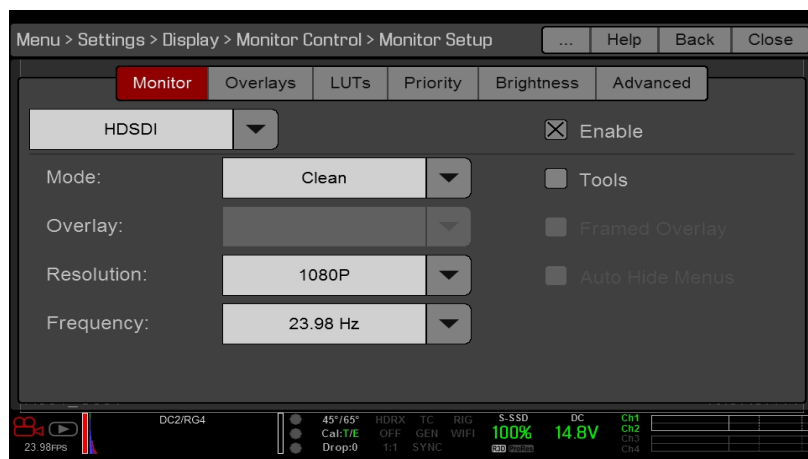 Menu > Settings > Display > Monitor Control > Monitor Setup ... Help Back Close
Monitor Overlays LUTs Priority Brightness Advanced
HDSDI Enable
Mode: Clean Tools
Overlay: Framed Overlay
Resolution: 1080P Auto Hide Menus
Frequency: 23.98 Hz
DC2/RG4 45°/65° HDRX TC RIG S-SSD DC Ch1
Cal:T/E OFF GEN WIFI 100% 14.8V Ch2
Ch3
23.98FPS Drop:0 1:1 SYNC R3D ProRes Ch4